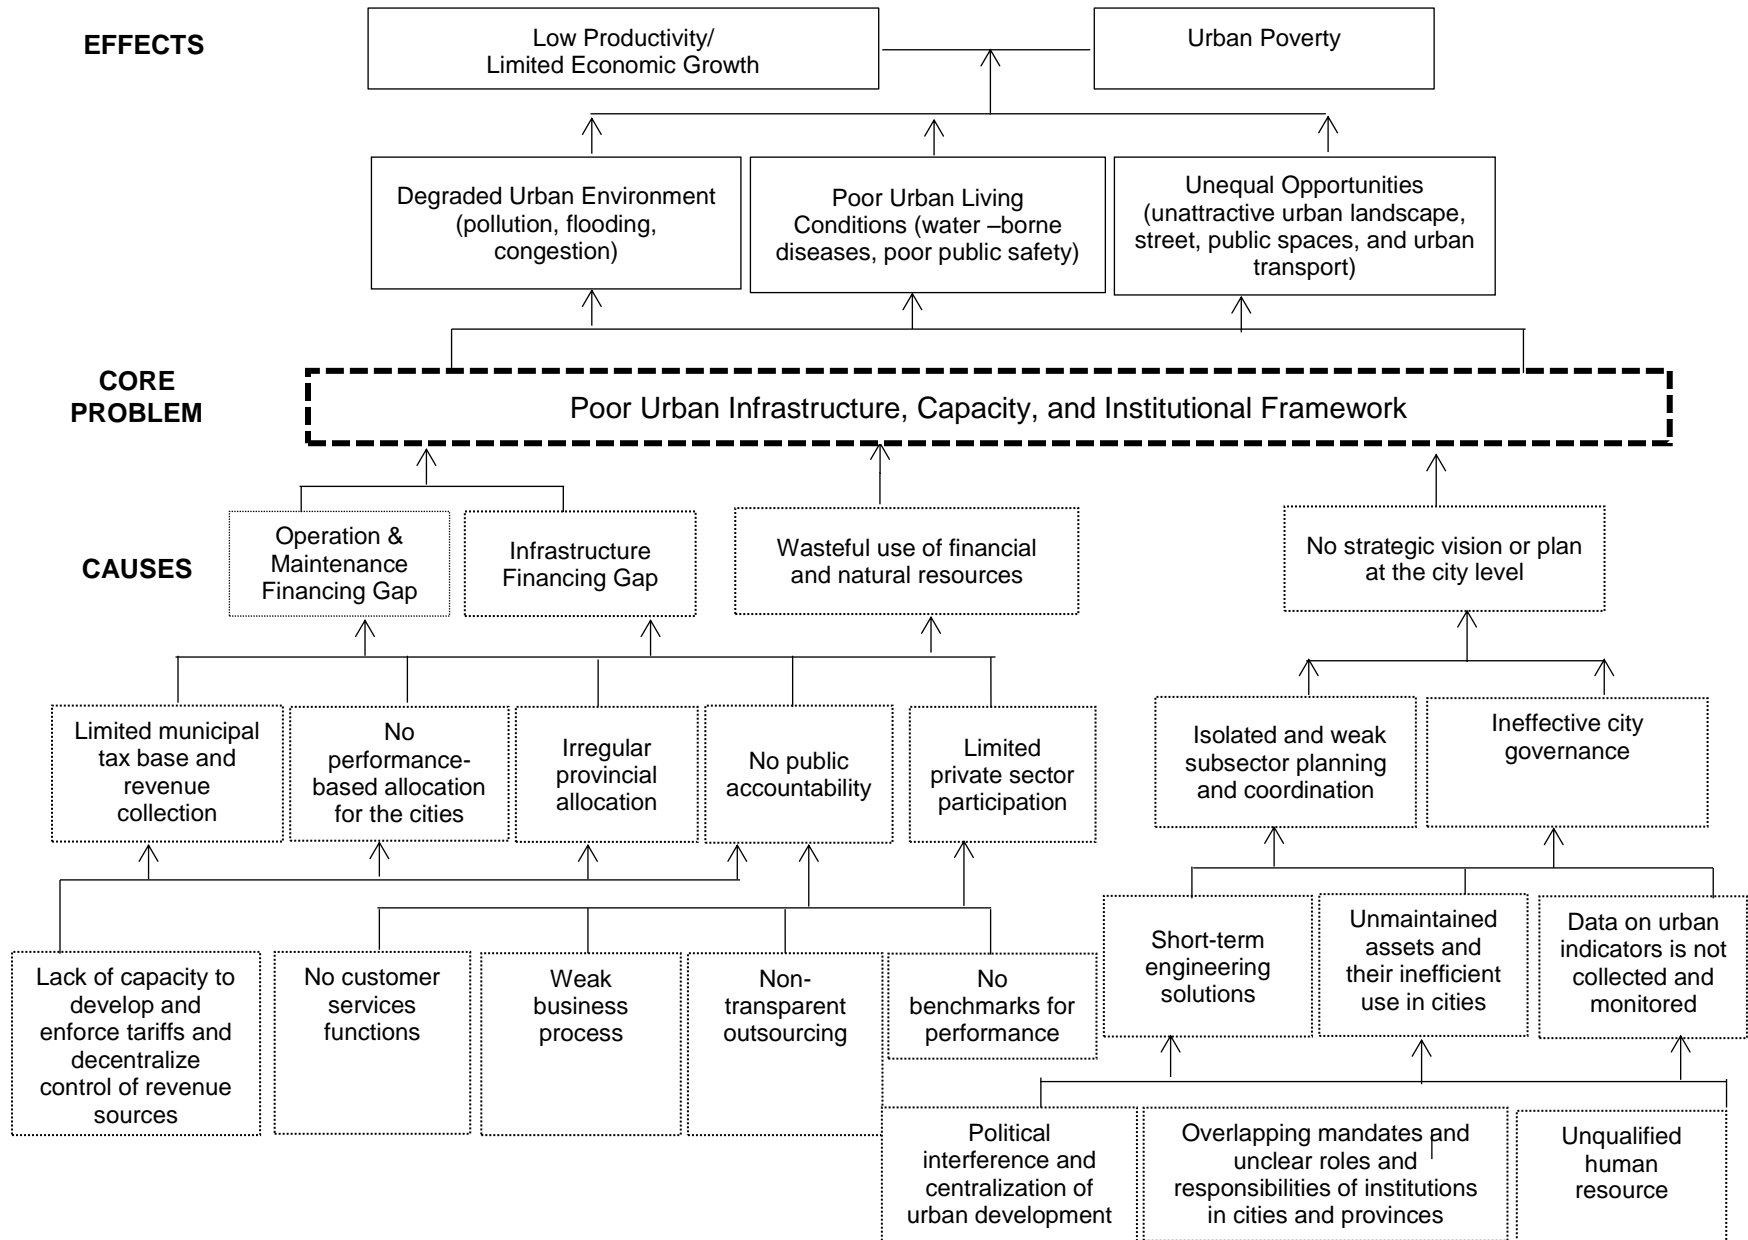 EFFECTS
Low Productivity/
Limited Economic Growth
Urban Poverty
Degraded Urban Environment
(pollution, flooding,
congestion)
Poor Urban Living
Conditions (water –borne
diseases, poor public safety)
Unequal Opportunities
(unattractive urban landscape,
street, public spaces, and urban
transport)
CORE
PROBLEM
Poor Urban Infrastructure, Capacity, and Institutional Framework
CAUSES
Operation &
Maintenance
Financing Gap
Infrastructure
Financing Gap
Wasteful use of financial
and natural resources
No strategic vision or plan
at the city level
Limited municipal
tax base and
revenue
collection
No
performance-
based allocation
for the cities
Irregular
provincial
allocation
No public
accountability
Limited
private sector
participation
Isolated and weak
subsector planning
and coordination
Ineffective city
governance
Lack of capacity to
develop and
enforce tariffs and
decentralize
control of revenue
sources
No customer
services
functions
Weak
business
process
Non-
transparent
outsourcing
No
benchmarks for
performance
Short-term
engineering
solutions
Unmaintained
assets and
their inefficient
use in cities
Data on urban
indicators is not
collected and
monitored
Political
interference and
centralization of
urban development
Overlapping mandates and
unclear roles and
responsibilities of institutions
in cities and provinces
Unqualified
human
resource